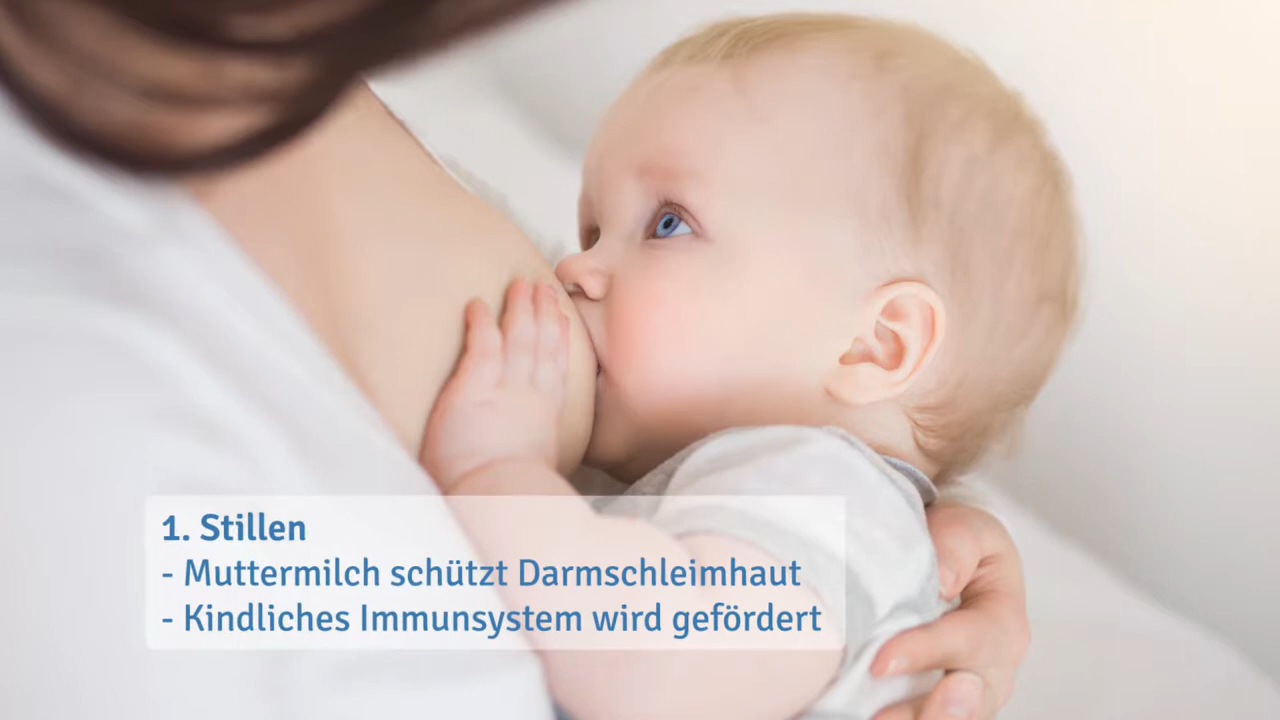 1. Stillen
- Muttermilch schützt Darmschleimhaut
- Kindliches Immunsystem wird gefördert